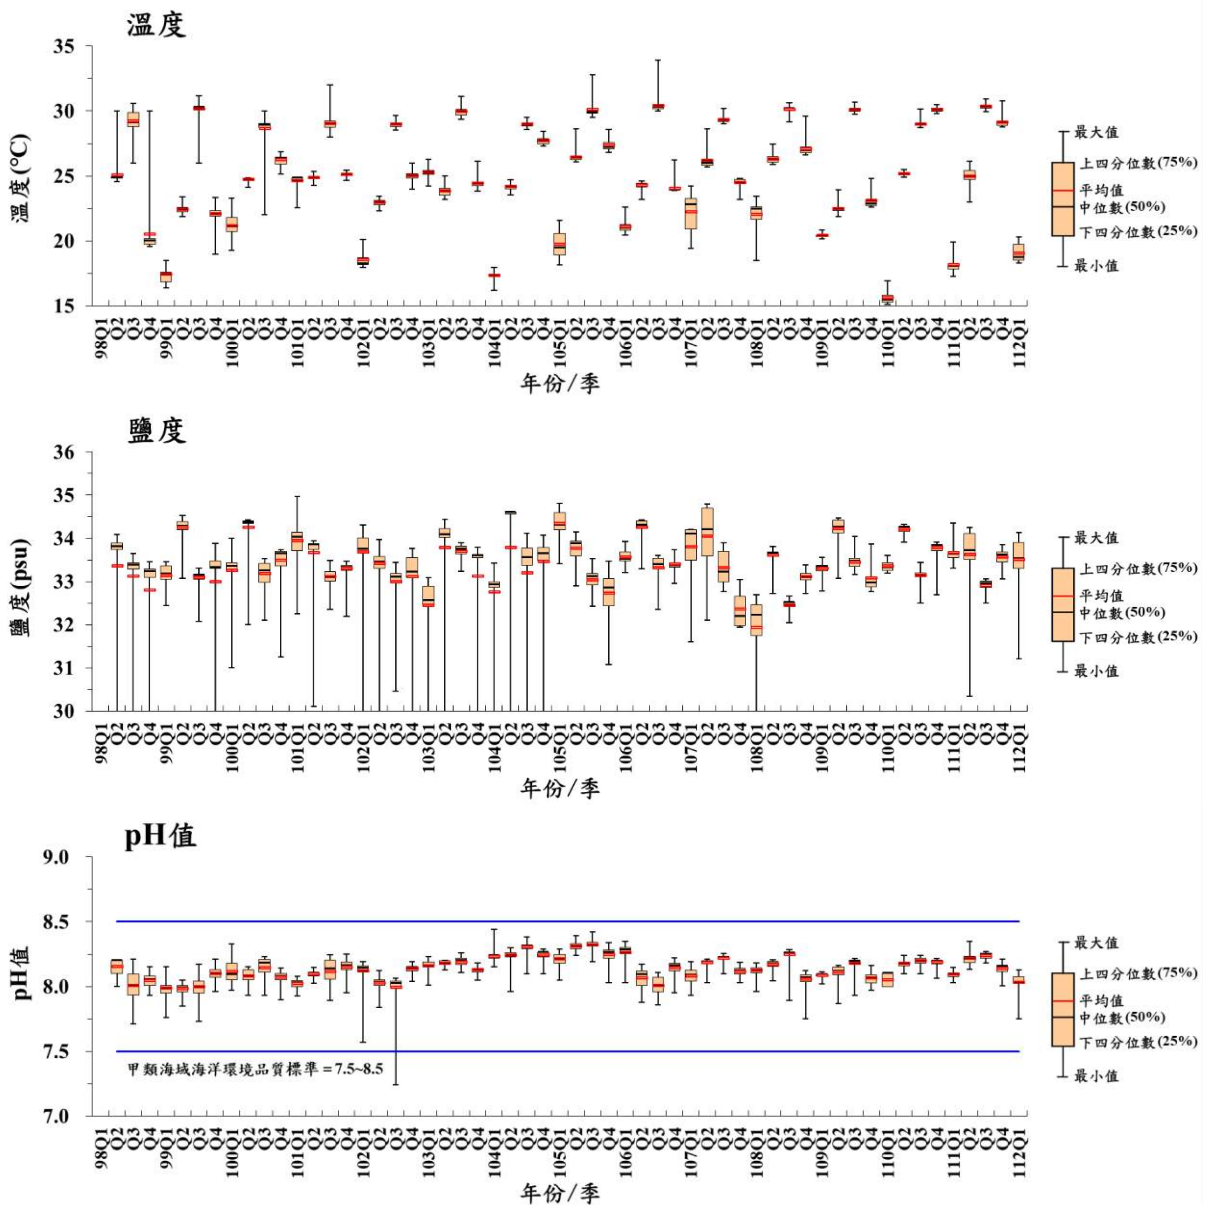 溫度
35
30
25
20
15
溫度(°C)
98Q1 Q2 Q3 Q4 99Q1 Q2 Q3 Q4 100Q1 Q2 Q3 Q4 101Q1 Q2 Q3 Q4 102Q1 Q2 Q3 Q4 103Q1 Q2 Q3 Q4 104Q1 Q2 Q3 Q4 105Q1 Q2 Q3 Q4 106Q1 Q2 Q3 Q4 107Q1 Q2 Q3 Q4 108Q1 Q2 Q3 Q4 109Q1 Q2 Q3 Q4 110Q1 Q2 Q3 Q4 111Q1 Q2 Q3 Q4 112Q1
年份/季
最大值
上四分位數(75%)
平均值
中位數(50%)
下四分位數(25%)
最小值
鹽度
36
35
34
33
32
31
30
鹽度(psu)
98Q1 Q2 Q3 Q4 99Q1 Q2 Q3 Q4 100Q1 Q2 Q3 Q4 101Q1 Q2 Q3 Q4 102Q1 Q2 Q3 Q4 103Q1 Q2 Q3 Q4 104Q1 Q2 Q3 Q4 105Q1 Q2 Q3 Q4 106Q1 Q2 Q3 Q4 107Q1 Q2 Q3 Q4 108Q1 Q2 Q3 Q4 109Q1 Q2 Q3 Q4 110Q1 Q2 Q3 Q4 111Q1 Q2 Q3 Q4 112Q1
年份/季
最大值
上四分位數(75%)
平均值
中位數(50%)
下四分位數(25%)
最小值
pH值
9.0
8.5
8.0
7.5
7.0
pH值
甲類海域海洋環境品質標準=7.5~8.5
98Q1 Q2 Q3 Q4 99Q1 Q2 Q3 Q4 100Q1 Q2 Q3 Q4 101Q1 Q2 Q3 Q4 102Q1 Q2 Q3 Q4 103Q1 Q2 Q3 Q4 104Q1 Q2 Q3 Q4 105Q1 Q2 Q3 Q4 106Q1 Q2 Q3 Q4 107Q1 Q2 Q3 Q4 108Q1 Q2 Q3 Q4 109Q1 Q2 Q3 Q4 110Q1 Q2 Q3 Q4 111Q1 Q2 Q3 Q4 112Q1
年份/季
最大值
上四分位數(75%)
平均值
中位數(50%)
下四分位數(25%)
最小值